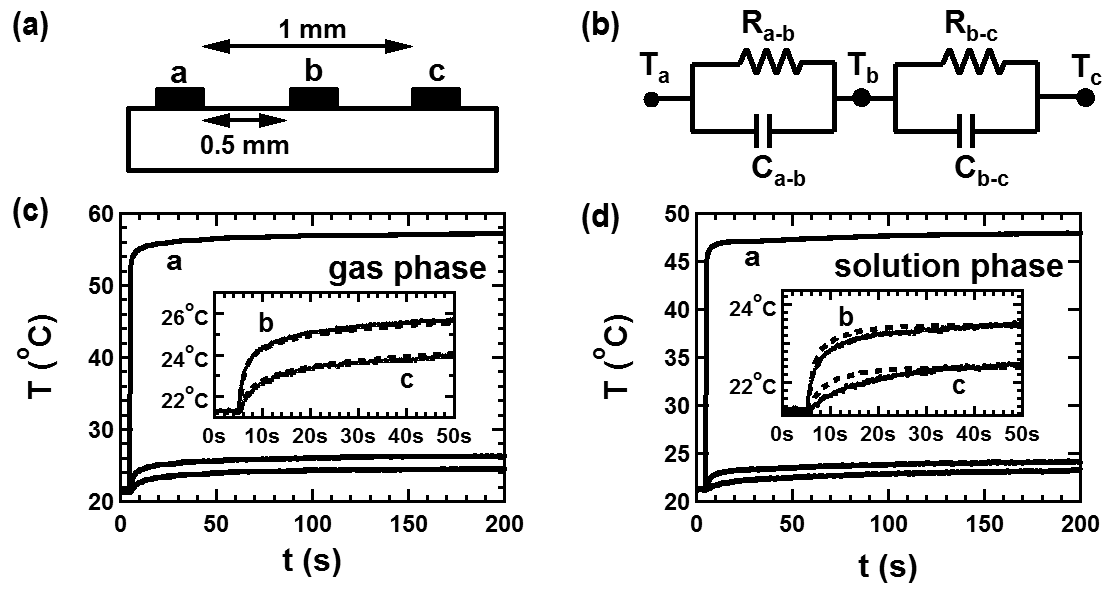 (a)
1 mm
a
b
c
0.5 mm
(b)
R a-b
R b-c
T a
T b
T c
C a-b
C b-c
(c)
60
50
40
30
20
T (°C)
a
gas phase
26°C
24°C
22°C
b
c
0s 10s 20s 30s 40s 50s
0 50 100 150 200
t (s)
(d)
50
45
40
35
30
25
20
T (°C)
a
solution phase
24°C
22°C
b
c
0s 10s 20s 30s 40s 50s
0 50 100 150 200
t (s)